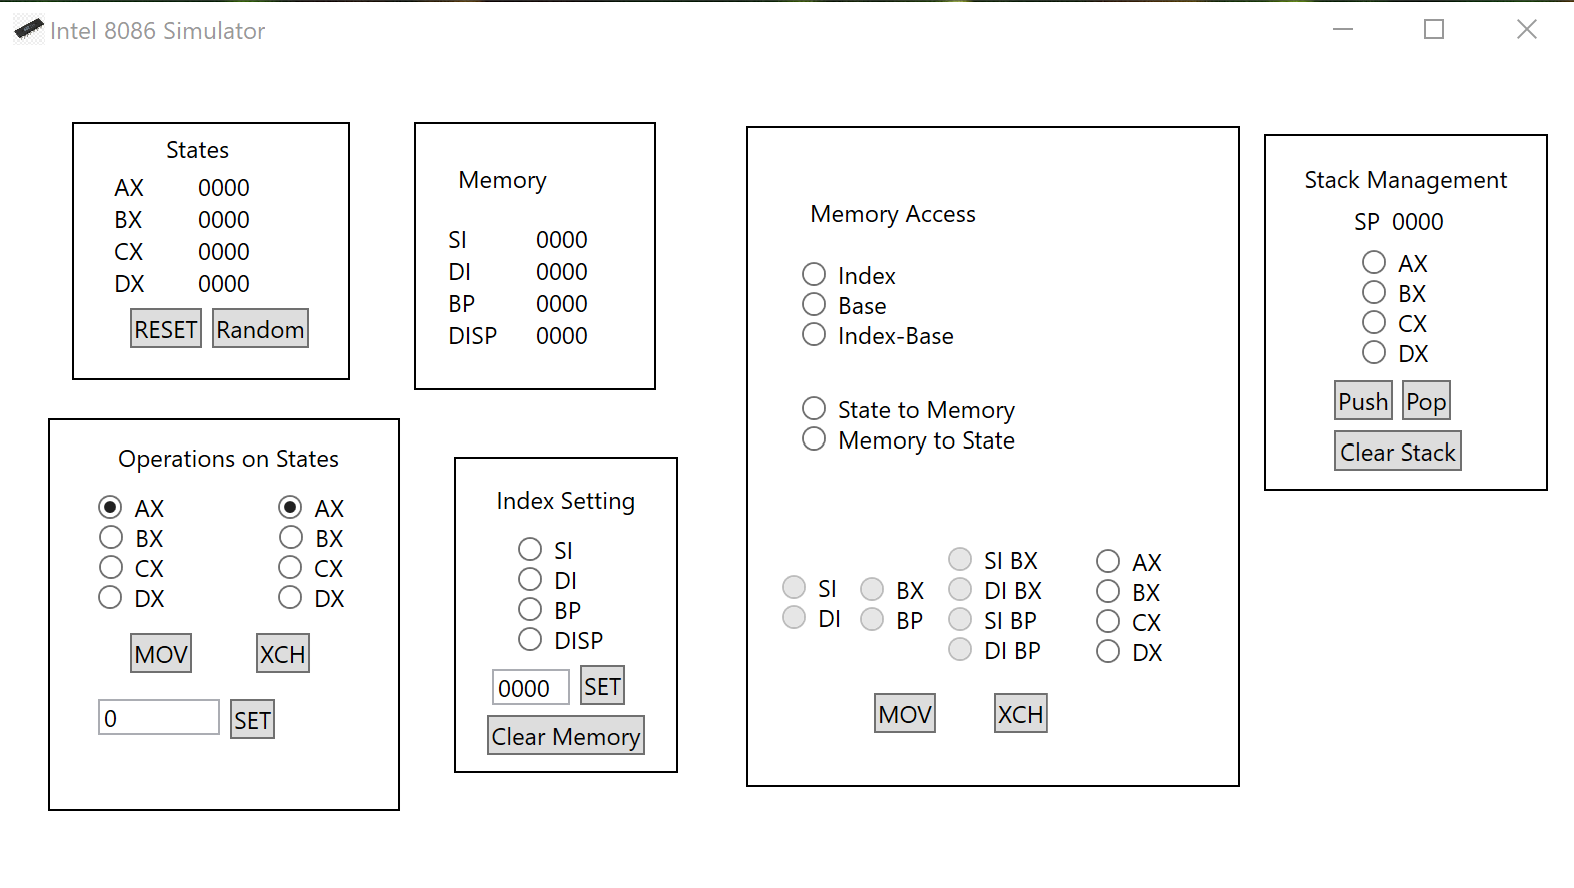 Intel 8086 Simulator
States
AX 0000
BX 0000
CX 0000
DX 0000
RESET Random
Memory
SI 0000
DI 0000
BP 0000
DISP 0000
Operations on States
AX AX
BX BX
CX CX
DX DX
MOV XCH
0 SET
Index Setting
SI
DI
BP
DISP
0000 SET
Clear Memory
Memory Access
Index
Base
Index-Base
State to Memory
Memory to State
SI
DI
BX
BP
SI BX
DI BX
SI BP
DI BP
AX
BX
CX
DX
MOV XCH
Stack Management
SP 0000
AX
BX
CX
DX
Push Pop
Clear Stack